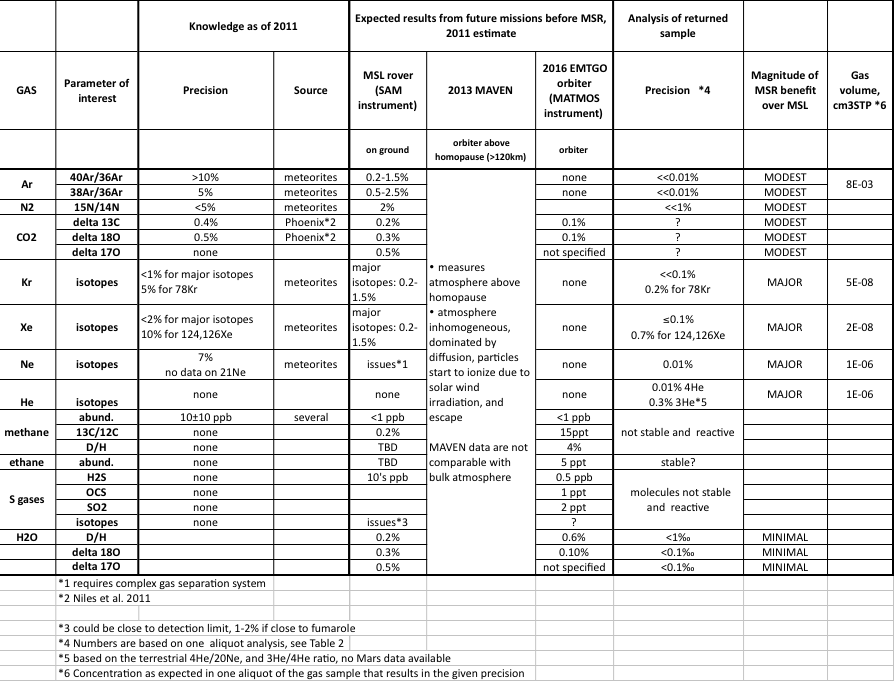 Knowledge as of 2011 Expected results from future missions before MSR, 2011 estimate Analysis of returned sample
GAS Parameter of interest Precision Source MSL rover (SAM instrument) 2013 MAVEN 2016 EMTGO orbiter (MATMOS instrument) Precision *4 Magnitude of MSR benefit over MSL Gas volume, cm3STP *6
on ground orbiter above homopause (>120km) orbiter
Ar 40Ar/36Ar >10% meteorites 0.2-1.5% none <<0.01% MODEST 8E-03
38Ar/36Ar 5% meteorites 0.5-2.5% none <<0.01% MODEST
N2 15N/14N <5% meteorites 2% <<1% MODEST
CO2 delta 13C 0.4% Phoenix*2 0.2% 0.1% ? MODEST
delta 18O 0.5% Phoenix*2 0.3% 0.1% ? MODEST
delta 17O none 0.5% not specified ? MODEST
• measures atmosphere above homopause
• atmosphere inhomogeneous, dominated by diffusion, particles start to ionize due to solar wind irradiation, and escape
MAVEN data are not comparable with bulk atmosphere
Kr isotopes <1% for major isotopes 5% for 78Kr meteorites major isotopes: 0.2-1.5% none <<0.1% 0.2% for 78Kr MAJOR 5E-08
Xe isotopes <2% for major isotopes 10% for 124,126Xe meteorites major isotopes: 0.2-1.5% none ≤0.1% 0.7% for 124,126Xe MAJOR 2E-08
Ne isotopes 7% no data on 21Ne meteorites issues*1 none 0.01% MAJOR 1E-06
He isotopes none none none 0.01% 4He 0.3% 3He*5 MAJOR 1E-06
methane abund. 10±10 ppb several <1 ppb <1 ppb not stable and reactive
13C/12C none 0.2% 15ppt
D/H none TBD 4%
ethane abund. none TBD 5 ppt stable?
S gases H2S none 10's ppb 0.5 ppb molecules not stable and reactive
OCS none 1 ppt
SO2 none 2 ppt
isotopes none issues*3 ?
H2O D/H 0.2% 0.6% <1‰ MINIMAL
delta 18O 0.3% 0.10% <0.1‰ MINIMAL
delta 17O 0.5% not specified <0.1‰ MINIMAL
*1 requires complex gas separation system
*2 Niles et al. 2011
*3 could be close to detection limit, 1-2% if close to fumarole
*4 Numbers are based on one aliquot analysis, see Table 2
*5 based on the terrestrial 4He/20Ne, and 3He/4He ratio, no Mars data available
*6 Concentration as expected in one aliquot of the gas sample that results in the given precision